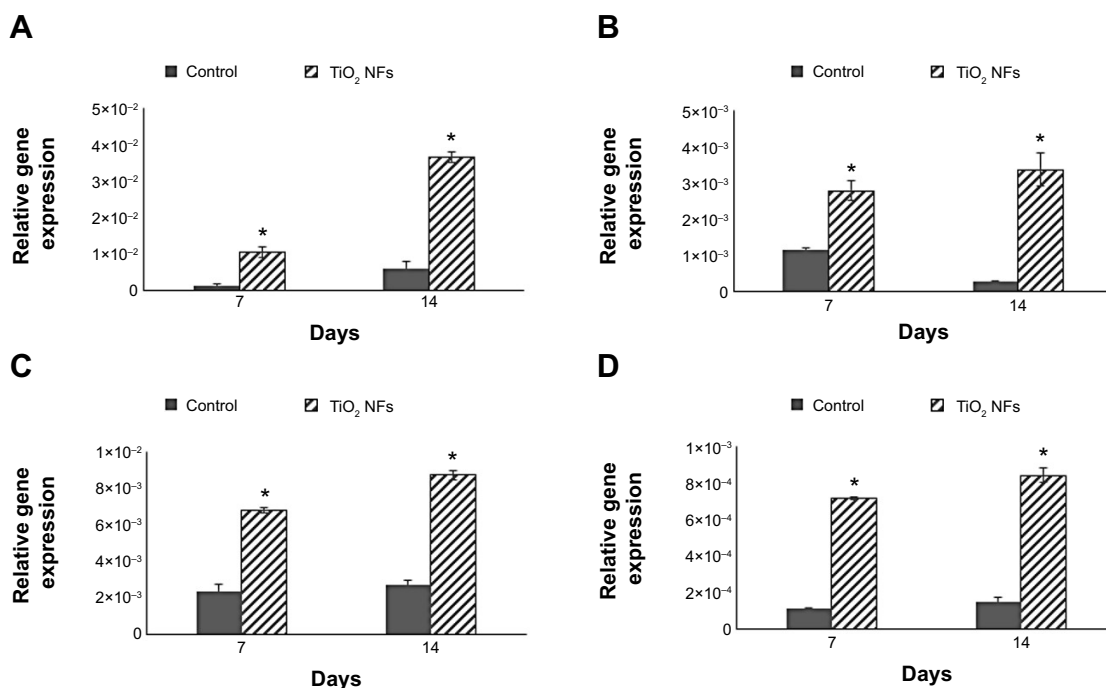 A
Control TiO₂ NFs
Relative gene
expression
5×10⁻²
4×10⁻²
3×10⁻²
2×10⁻²
1×10⁻²
0
*
*
7 14
Days
B
Control TiO₂ NFs
Relative gene
expression
5×10⁻³
4×10⁻³
3×10⁻³
2×10⁻³
1×10⁻³
0
*
*
7 14
Days
C
Control TiO₂ NFs
Relative gene
expression
1×10⁻²
8×10⁻³
6×10⁻³
4×10⁻³
2×10⁻³
0
*
*
7 14
Days
D
Control TiO₂ NFs
Relative gene
expression
1×10⁻³
8×10⁻⁴
6×10⁻⁴
4×10⁻⁴
2×10⁻⁴
0
*
*
7 14
Days